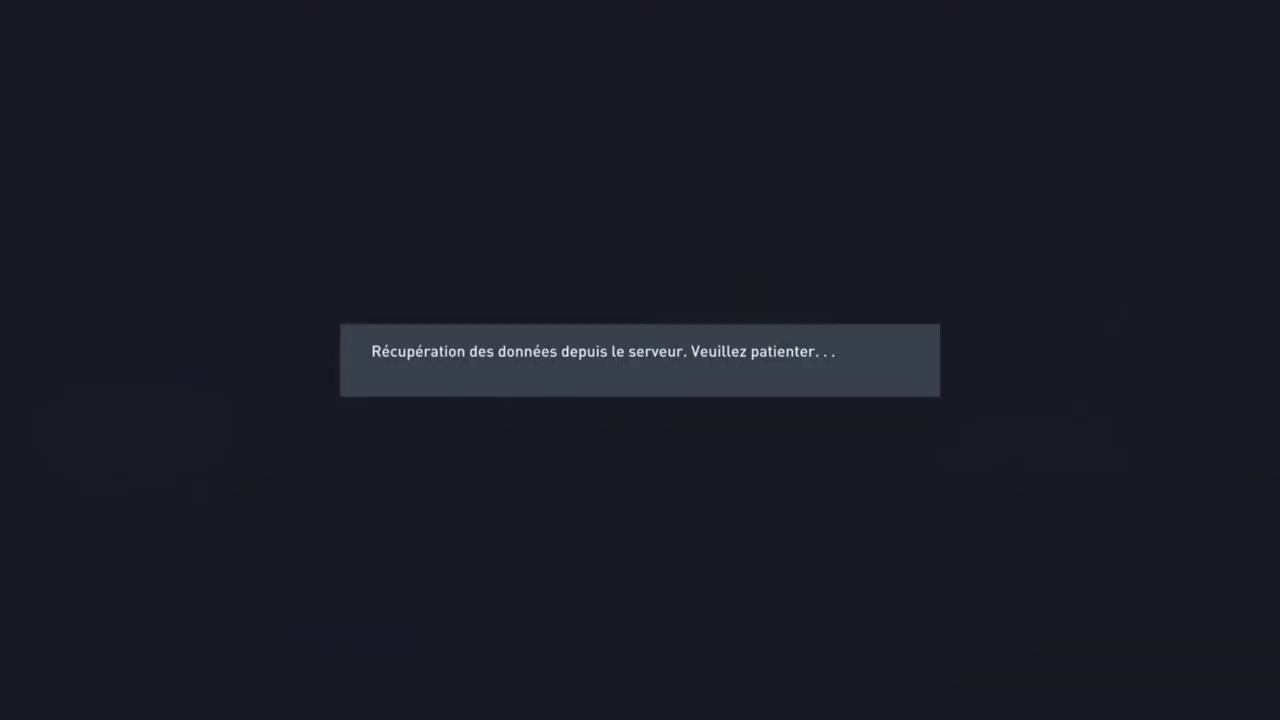 Récupération des données depuis le serveur. Veuillez patienter. . .